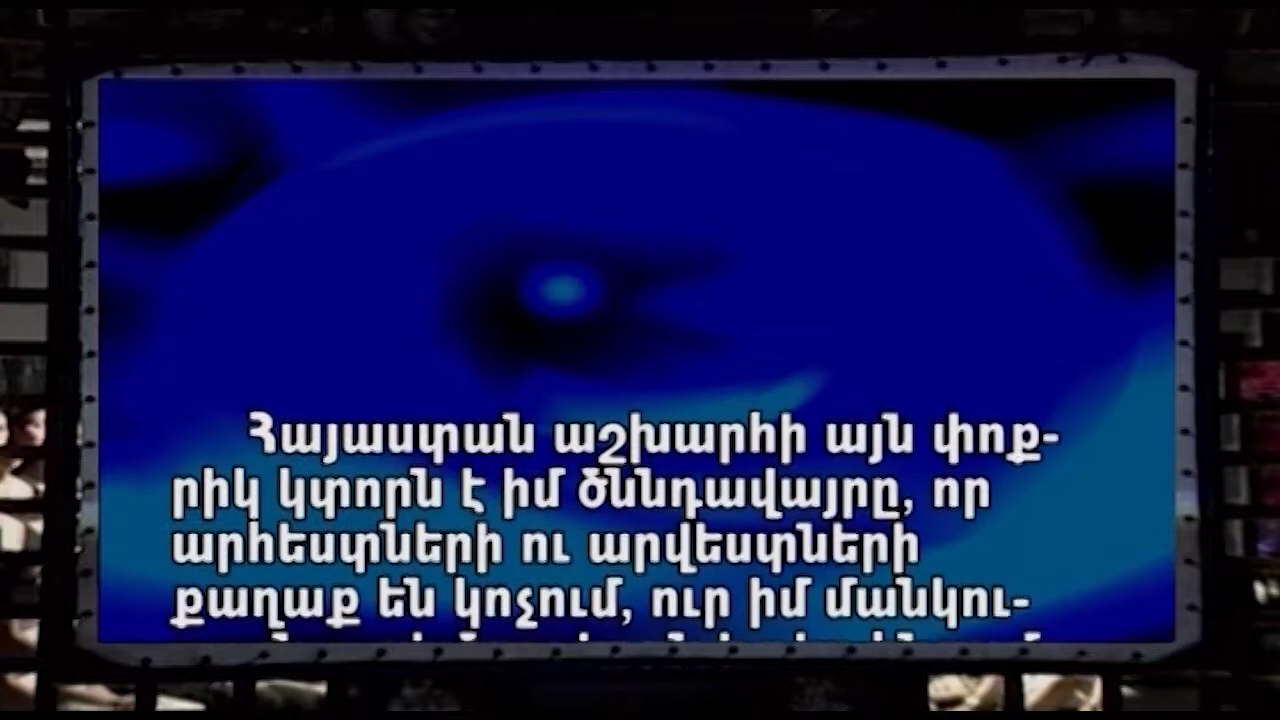 Հայաստան աշխարհի այն փոք-
րիկ կտորն է իմ ծննդավայրը, որ
արհեստների ու արվեստների
քաղաք են կոչում, ուր իմ մանկու-